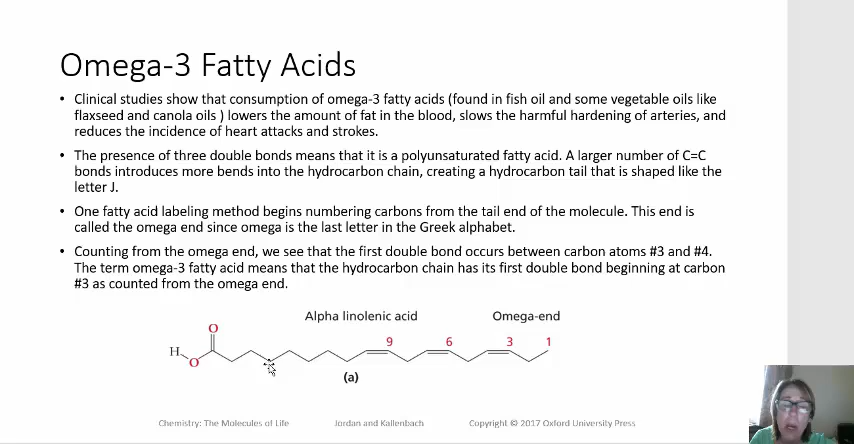 Omega-3 Fatty Acids
• Clinical studies show that consumption of omega-3 fatty acids (found in fish oil and some vegetable oils like
flaxseed and canola oils ) lowers the amount of fat in the blood, slows the harmful hardening of arteries, and
reduces the incidence of heart attacks and strokes.
• The presence of three double bonds means that it is a polyunsaturated fatty acid. A larger number of C=C
bonds introduces more bends into the hydrocarbon chain, creating a hydrocarbon tail that is shaped like the
letter J.
• One fatty acid labeling method begins numbering carbons from the tail end of the molecule. This end is
called the omega end since omega is the last letter in the Greek alphabet.
• Counting from the omega end, we see that the first double bond occurs between carbon atoms #3 and #4.
The term omega-3 fatty acid means that the hydrocarbon chain has its first double bond beginning at carbon
#3 as counted from the omega end.
Alpha linolenic acid Omega-end
O
9 6 3 1
H
O
(a)
Chemistry: The Molecules of Life Jordan and Kallenbach Copyright © 2017 Oxford University Press